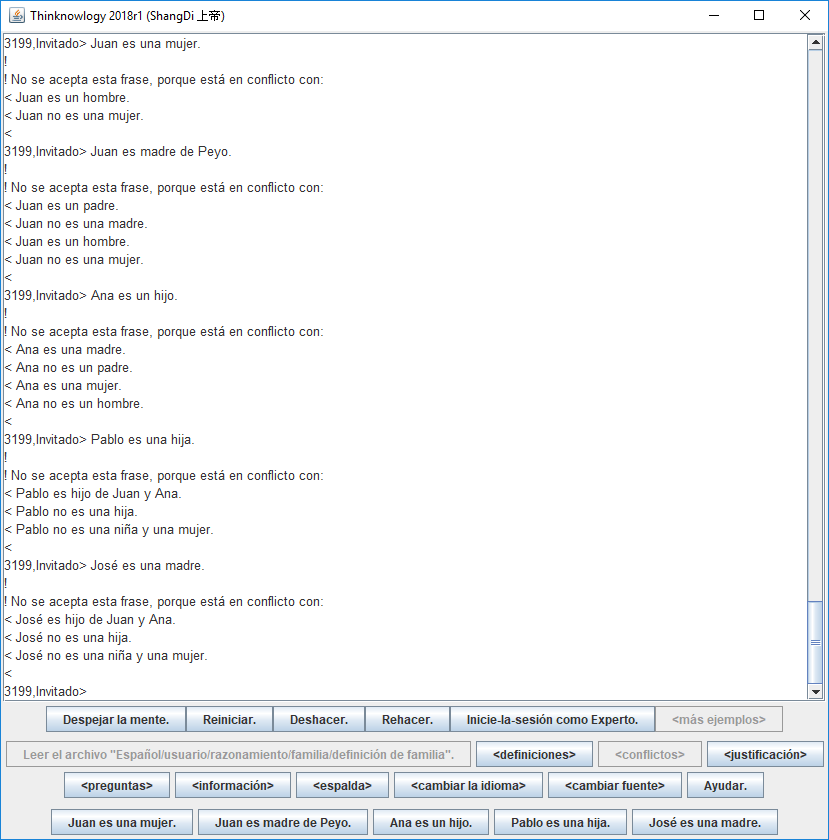 Thinknowlogy 2018r1 (ShangDi 上帝)
3199,Invitado> Juan es una mujer.
!
! No se acepta esta frase, porque está en conflicto con:
< Juan es un hombre.
< Juan no es una mujer.
<
3199,Invitado> Juan es madre de Peyo.
!
! No se acepta esta frase, porque está en conflicto con:
< Juan es un padre.
< Juan no es una madre.
< Juan es un hombre.
< Juan no es una mujer.
<
3199,Invitado> Ana es un hijo.
!
! No se acepta esta frase, porque está en conflicto con:
< Ana es una madre.
< Ana no es un padre.
< Ana es una mujer.
< Ana no es un hombre.
<
3199,Invitado> Pablo es una hija.
!
! No se acepta esta frase, porque está en conflicto con:
< Pablo es hijo de Juan y Ana.
< Pablo no es una hija.
< Pablo no es una niña y una mujer.
<
3199,Invitado> José es una madre.
!
! No se acepta esta frase, porque está en conflicto con:
< José es hijo de Juan y Ana.
< José no es una hija.
< José no es una niña y una mujer.
<
3199,Invitado>
Despejar la mente. Reiniciar. Deshacer. Rehacer. Inicie-la-sesión como Experto. <más ejemplos>
Leer el archivo "Español/usuario/razonamiento/familia/definición de familia". <definiciones> <conflictos> <justificación>
<preguntas> <información> <espalda> <cambiar la idioma> <cambiar fuente> Ayudar.
Juan es una mujer. Juan es madre de Peyo. Ana es un hijo. Pablo es una hija. José es una madre.